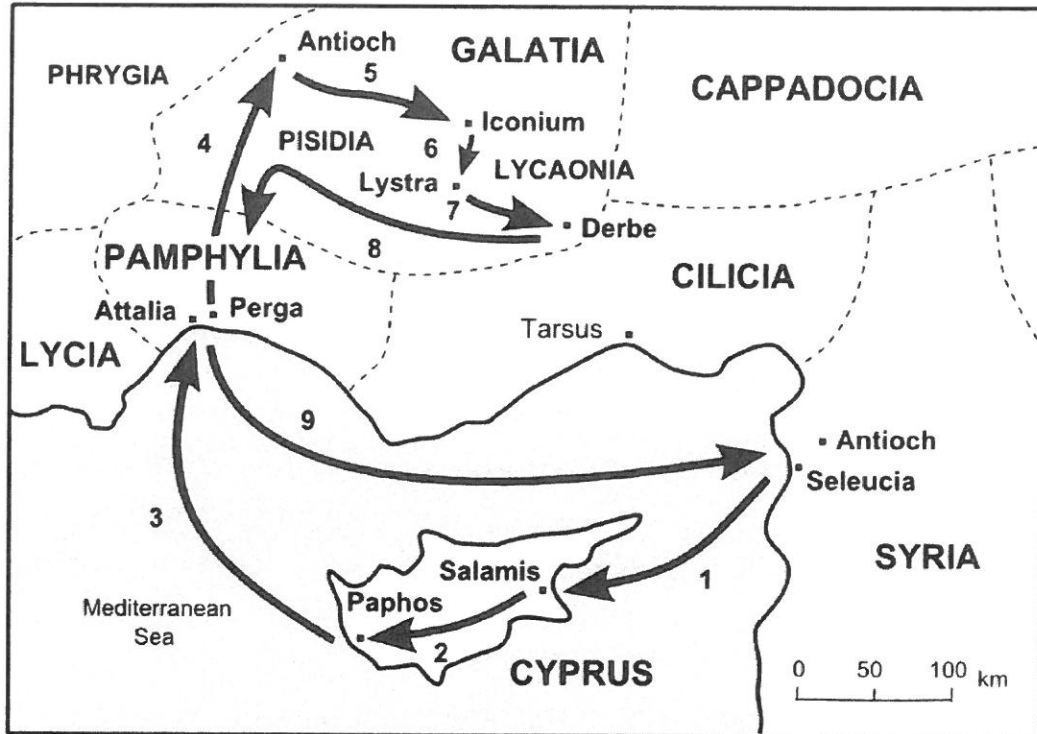 Antioch
GALATIA
PHRYGIA
5
CAPPADOCIA
Iconium
4
PISIDIA
6
LYCAONIA
Lystra
7
Derbe
8
PAMPHYLIA
CILICIA
Attalia
Perga
Tarsus
LYCIA
9
Antioch
Seleucia
3
SYRIA
Salamis
1
Paphos
Mediterranean
Sea
2
CYPRUS
0 50 100 km